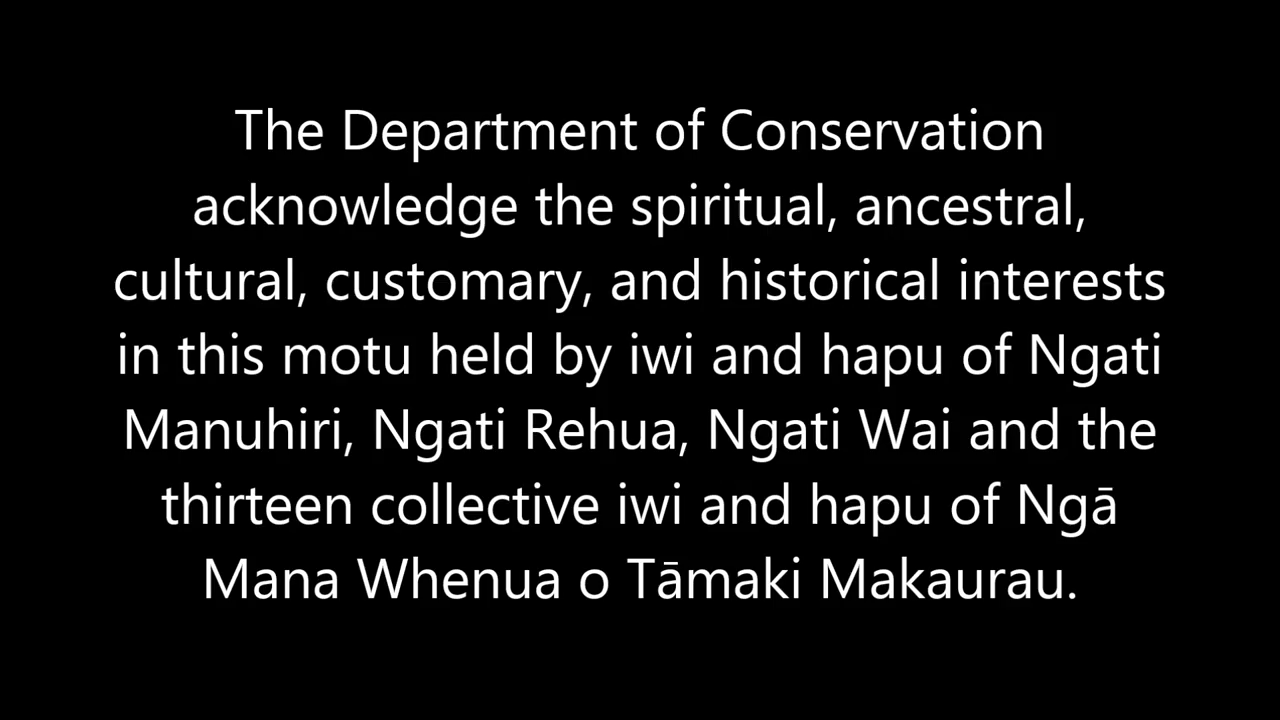 The Department of Conservation
acknowledge the spiritual, ancestral,
cultural, customary, and historical interests
in this motu held by iwi and hapu of Ngati
Manuhiri, Ngati Rehua, Ngati Wai and the
thirteen collective iwi and hapu of Ngā
Mana Whenua o Tāmaki Makaurau.